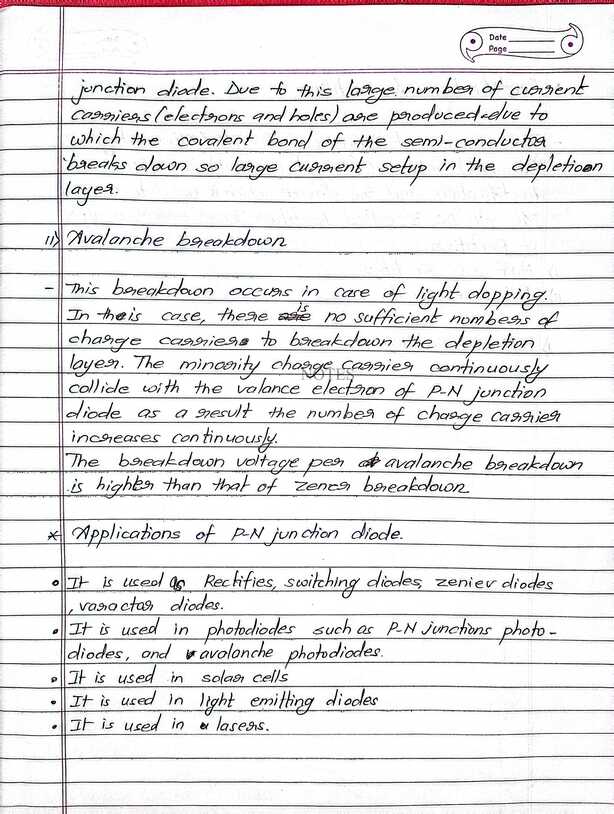 Date
Page
junction diode. Due to this large number of current
carriers (electrons and holes) are produced due to
which the covalent bond of the semi-conductor
breaks down so large current setup in the depletion
layer.
ii) Avalanche breakdown
- This breakdown occurs in case of light dopping.
In this case, there is no sufficient numbers of
charge carriers to breakdown the depletion
layer. The minority charge carrier continuously
NOTES
collide with the valance electron of P-N junction
diode as a result the number of charge carrier
increases continuously.
The breakdown voltage per avalanche breakdown
is higher than that of zener breakdown
* Applications of P-N junction diode.
• It is used as Rectifies, switching diodes, zeniev diodes
, varactar diodes.
• It is used in photodiodes such as P-N junctions photo-
diodes, and avalanche photodiodes.
• It is used in solar cells
• It is used in light emitting diodes
• It is used in lasers.